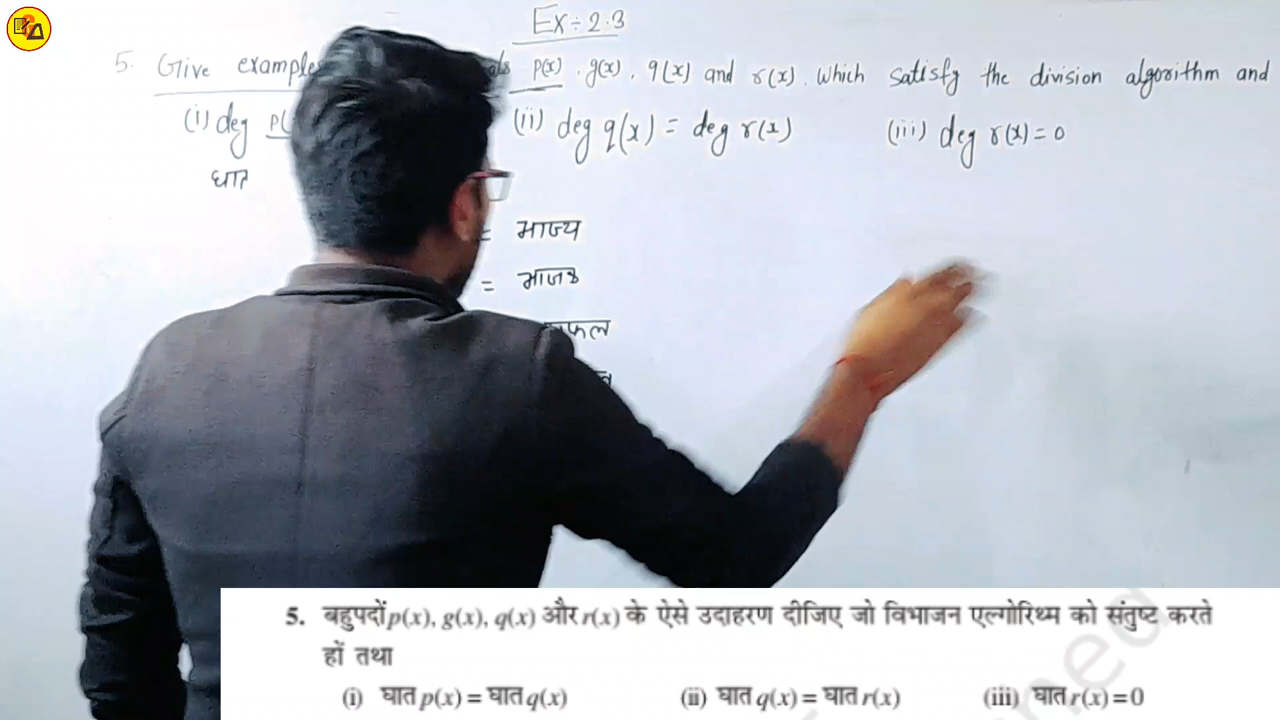 Ex÷ 2.3
5. Give example P(x), g(x), q(x) and r(x). Which satisfy the division algorithm and
(i) deg P( (ii) deg q(x) = deg r(x) (iii) deg r(x) = 0
घात
= भाज्य
= भाजक
5. बहुपदों p(x), g(x), q(x) और r(x) के ऐसे उदाहरण दीजिए जो विभाजन एल्गोरिथ्म को संतुष्ट करते
हों तथा
(i) घात p(x) = घात q(x) (ii) घात q(x) = घात r(x) (iii) घात r(x) = 0